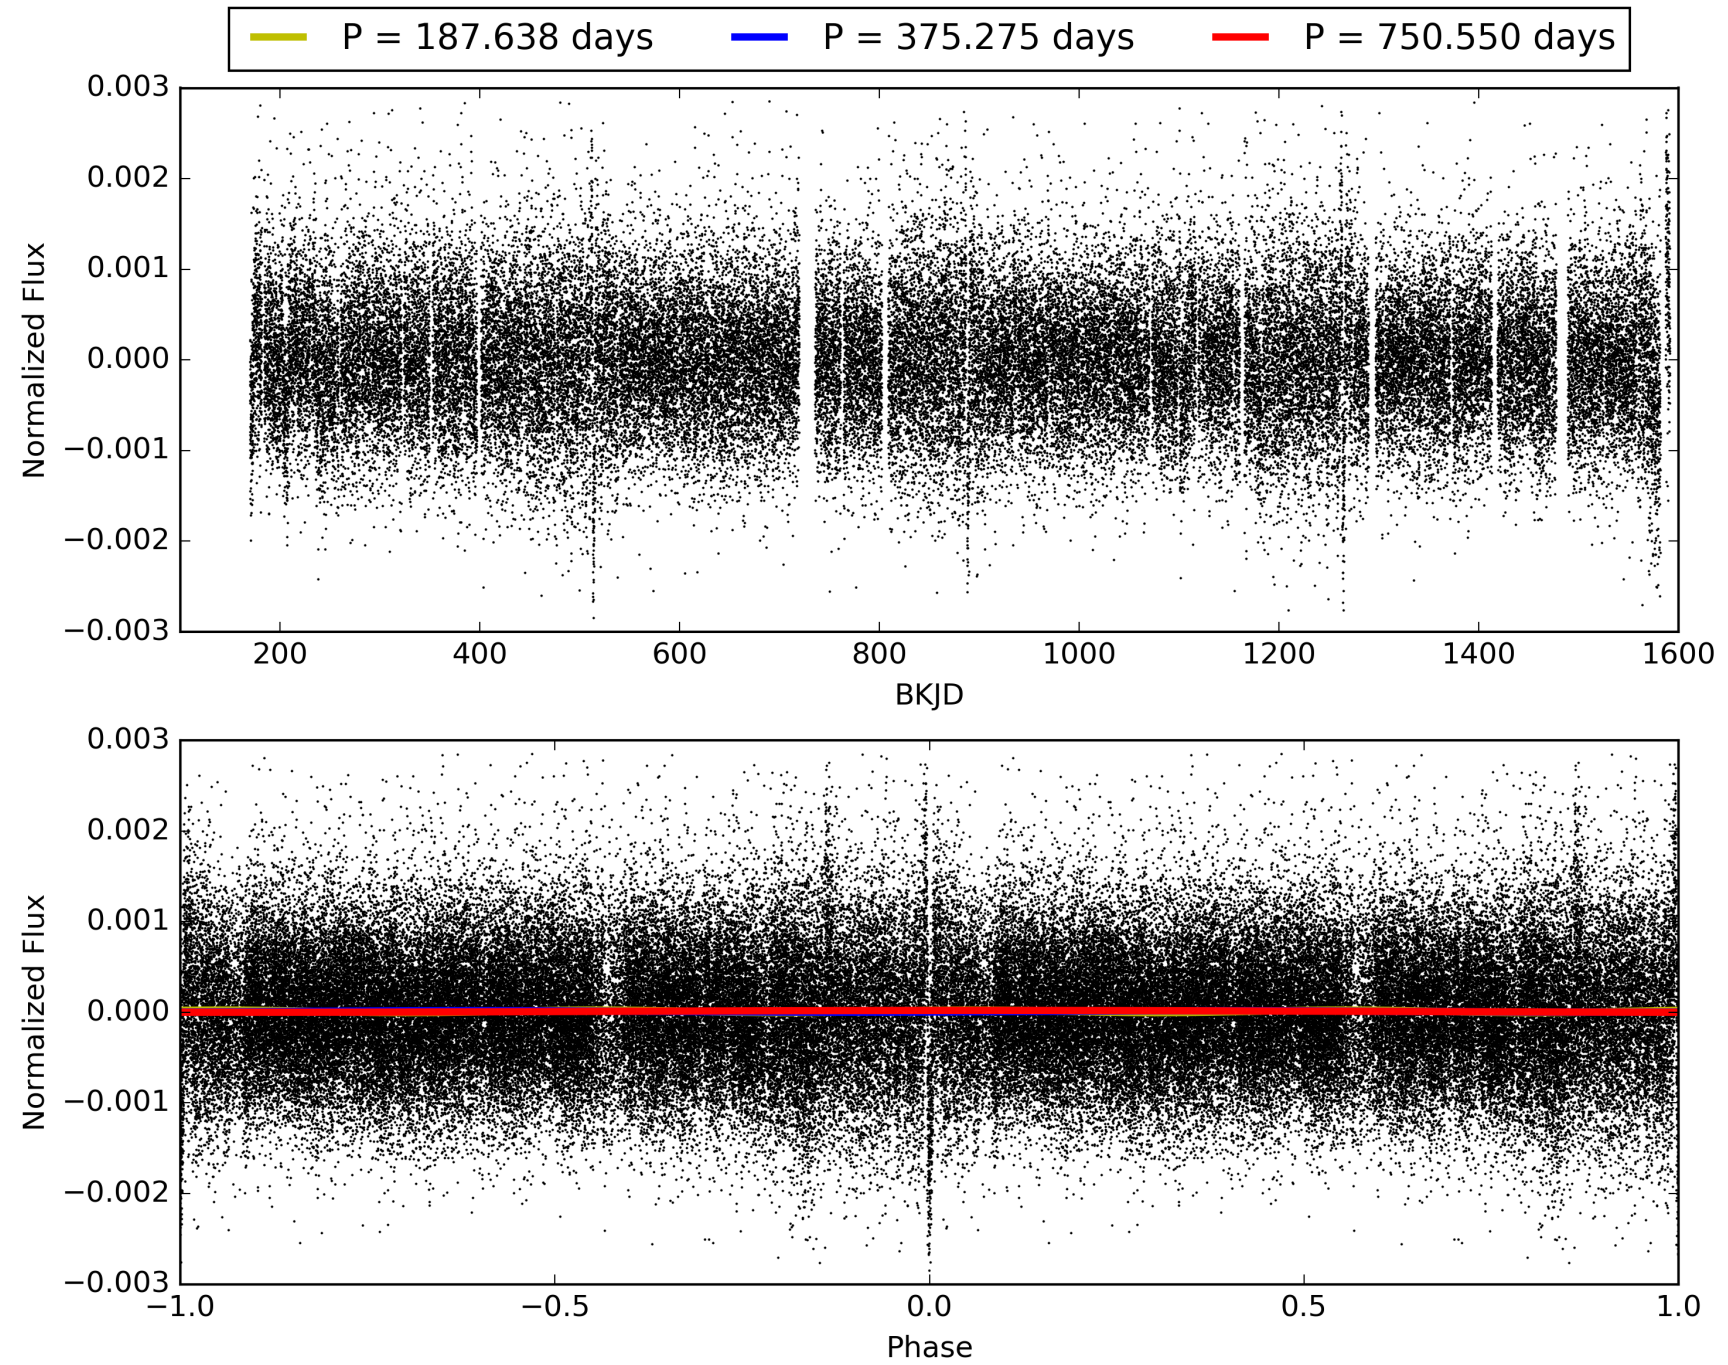 P = 187.638 days P = 375.275 days P = 750.550 days
0.003
0.002
0.001
0.000
−0.001
−0.002
−0.003
Normalized Flux
200 400 600 800 1000 1200 1400 1600
BKJD
0.003
0.002
0.001
0.000
−0.001
−0.002
−0.003
Normalized Flux
−1.0 −0.5 0.0 0.5 1.0
Phase